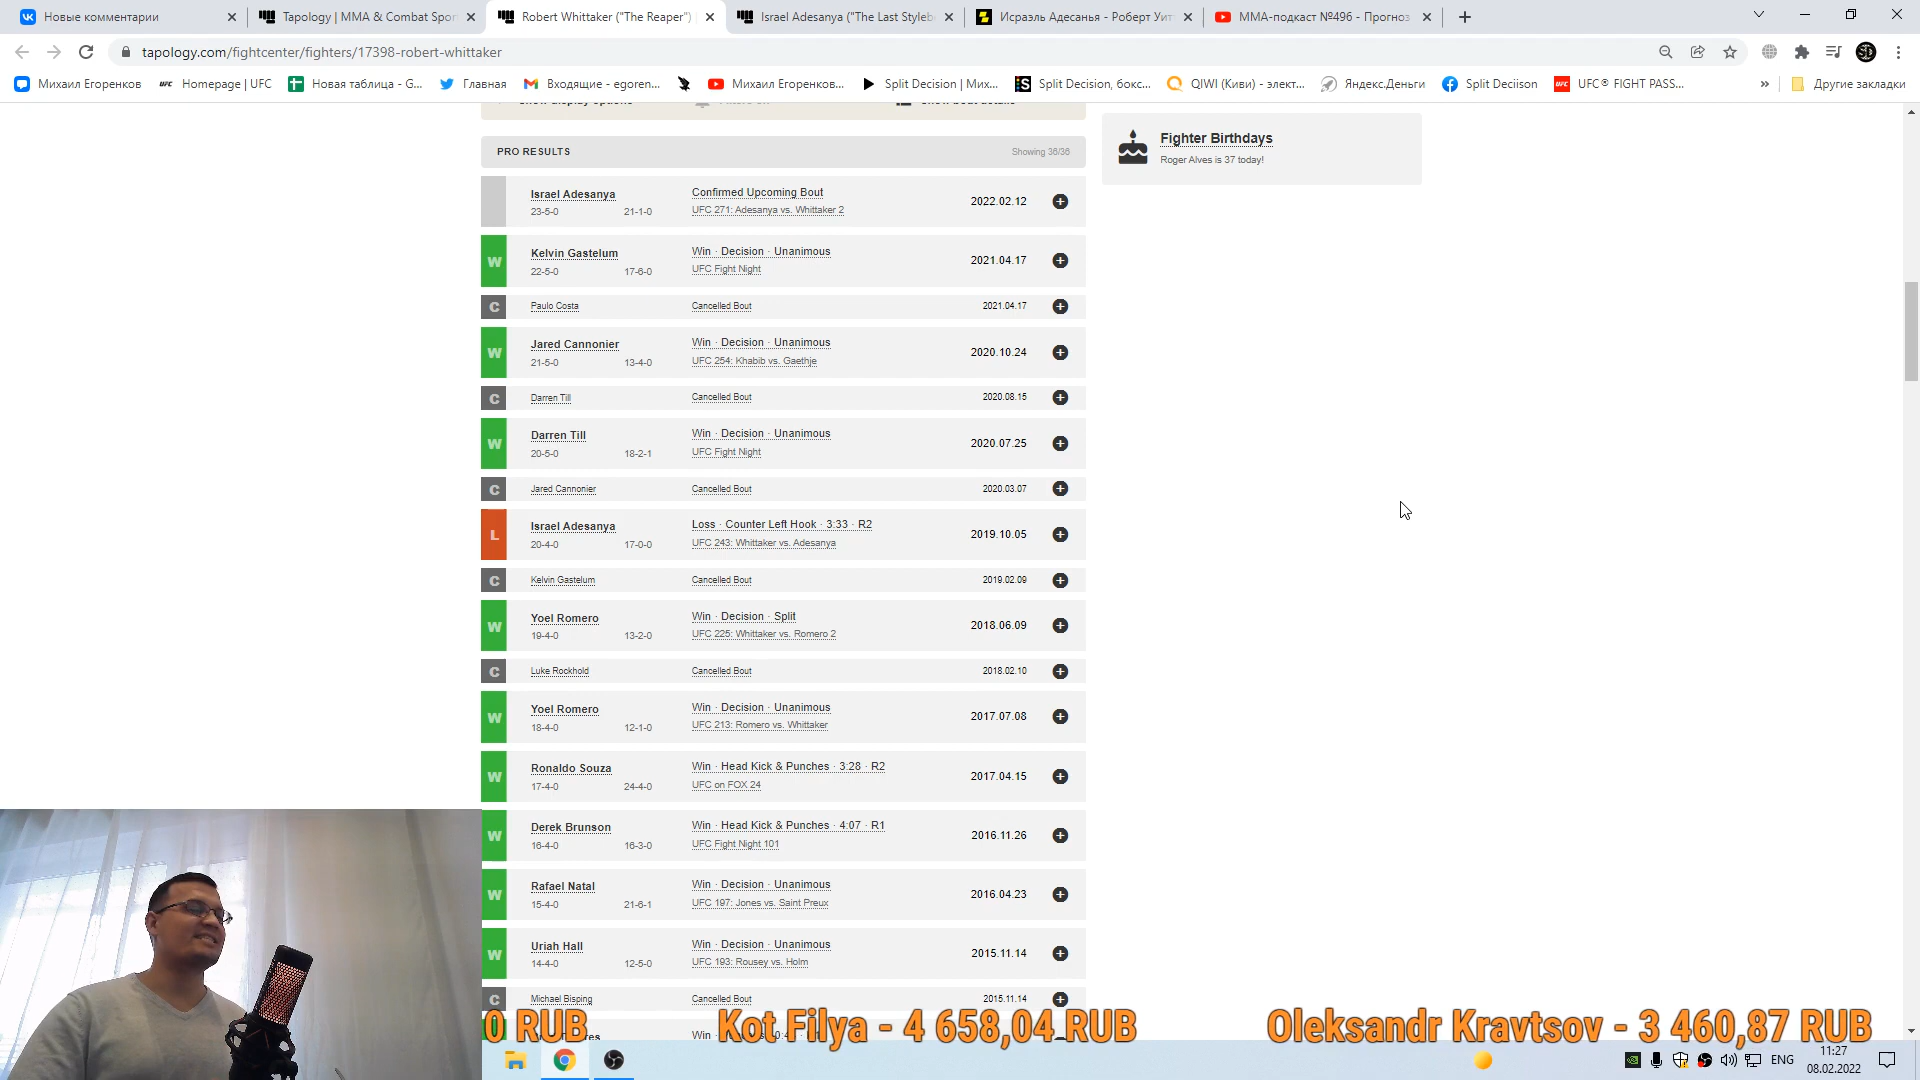 Новые комментарии
Tapology | MMA & Combat Spor
Robert Whittaker ("The Reaper")
Israel Adesanya ("The Last Styleb
Исраэль Адесанья - Роберт Уит
ММА-подкаст №496 - Прогноз
tapology.com/fightcenter/fighters/17398-robert-whittaker
Михаил Егоренков
Homepage | UFC
Новая таблица - G...
Главная
Входящие - egoren...
Михаил Егоренков...
Split Decision | Мих...
Split Decision, бокс...
QIWI (Киви) - элект...
Яндекс.Деньги
Split Deciison
UFC® FIGHT PASS...
»
Другие закладки
PRO RESULTS
Showing 36/36
Fighter Birthdays
Roger Alves is 37 today!
Israel Adesanya
Confirmed Upcoming Bout
2022.02.12
23-5-0
21-1-0
UFC 271: Adesanya vs. Whittaker 2
W
Kelvin Gastelum
Win · Decision · Unanimous
2021.04.17
22-5-0
17-6-0
UFC Fight Night
C
Paulo Costa
Cancelled Bout
2021.04.17
W
Jared Cannonier
Win · Decision · Unanimous
2020.10.24
21-5-0
13-4-0
UFC 254: Khabib vs. Gaethje
C
Darren Till
Cancelled Bout
2020.08.15
W
Darren Till
Win · Decision · Unanimous
2020.07.25
20-5-0
18-2-1
UFC Fight Night
C
Jared Cannonier
Cancelled Bout
2020.03.07
L
Israel Adesanya
Loss · Counter Left Hook · 3:33 · R2
2019.10.05
20-4-0
17-0-0
UFC 243: Whittaker vs. Adesanya
C
Kelvin Gastelum
Cancelled Bout
2019.02.09
W
Yoel Romero
Win · Decision · Split
2018.06.09
19-4-0
13-2-0
UFC 225: Whittaker vs. Romero 2
C
Luke Rockhold
Cancelled Bout
2018.02.10
W
Yoel Romero
Win · Decision · Unanimous
2017.07.08
18-4-0
12-1-0
UFC 213: Romero vs. Whittaker
W
Ronaldo Souza
Win · Head Kick & Punches · 3:28 · R2
2017.04.15
17-4-0
24-4-0
UFC on FOX 24
W
Derek Brunson
Win · Head Kick & Punches · 4:07 · R1
2016.11.26
16-4-0
16-3-0
UFC Fight Night 101
W
Rafael Natal
Win · Decision · Unanimous
2016.04.23
15-4-0
21-6-1
UFC 197: Jones vs. Saint Preux
W
Uriah Hall
Win · Decision · Unanimous
2015.11.14
14-4-0
12-5-0
UFC 193: Rousey vs. Holm
C
Michael Bisping
Cancelled Bout
2015.11.14
Win
0 RUB
Kot Filya - 4 658,04 RUB
Oleksandr Kravtsov - 3 460,87 RUB
ENG
11:27
08.02.2022